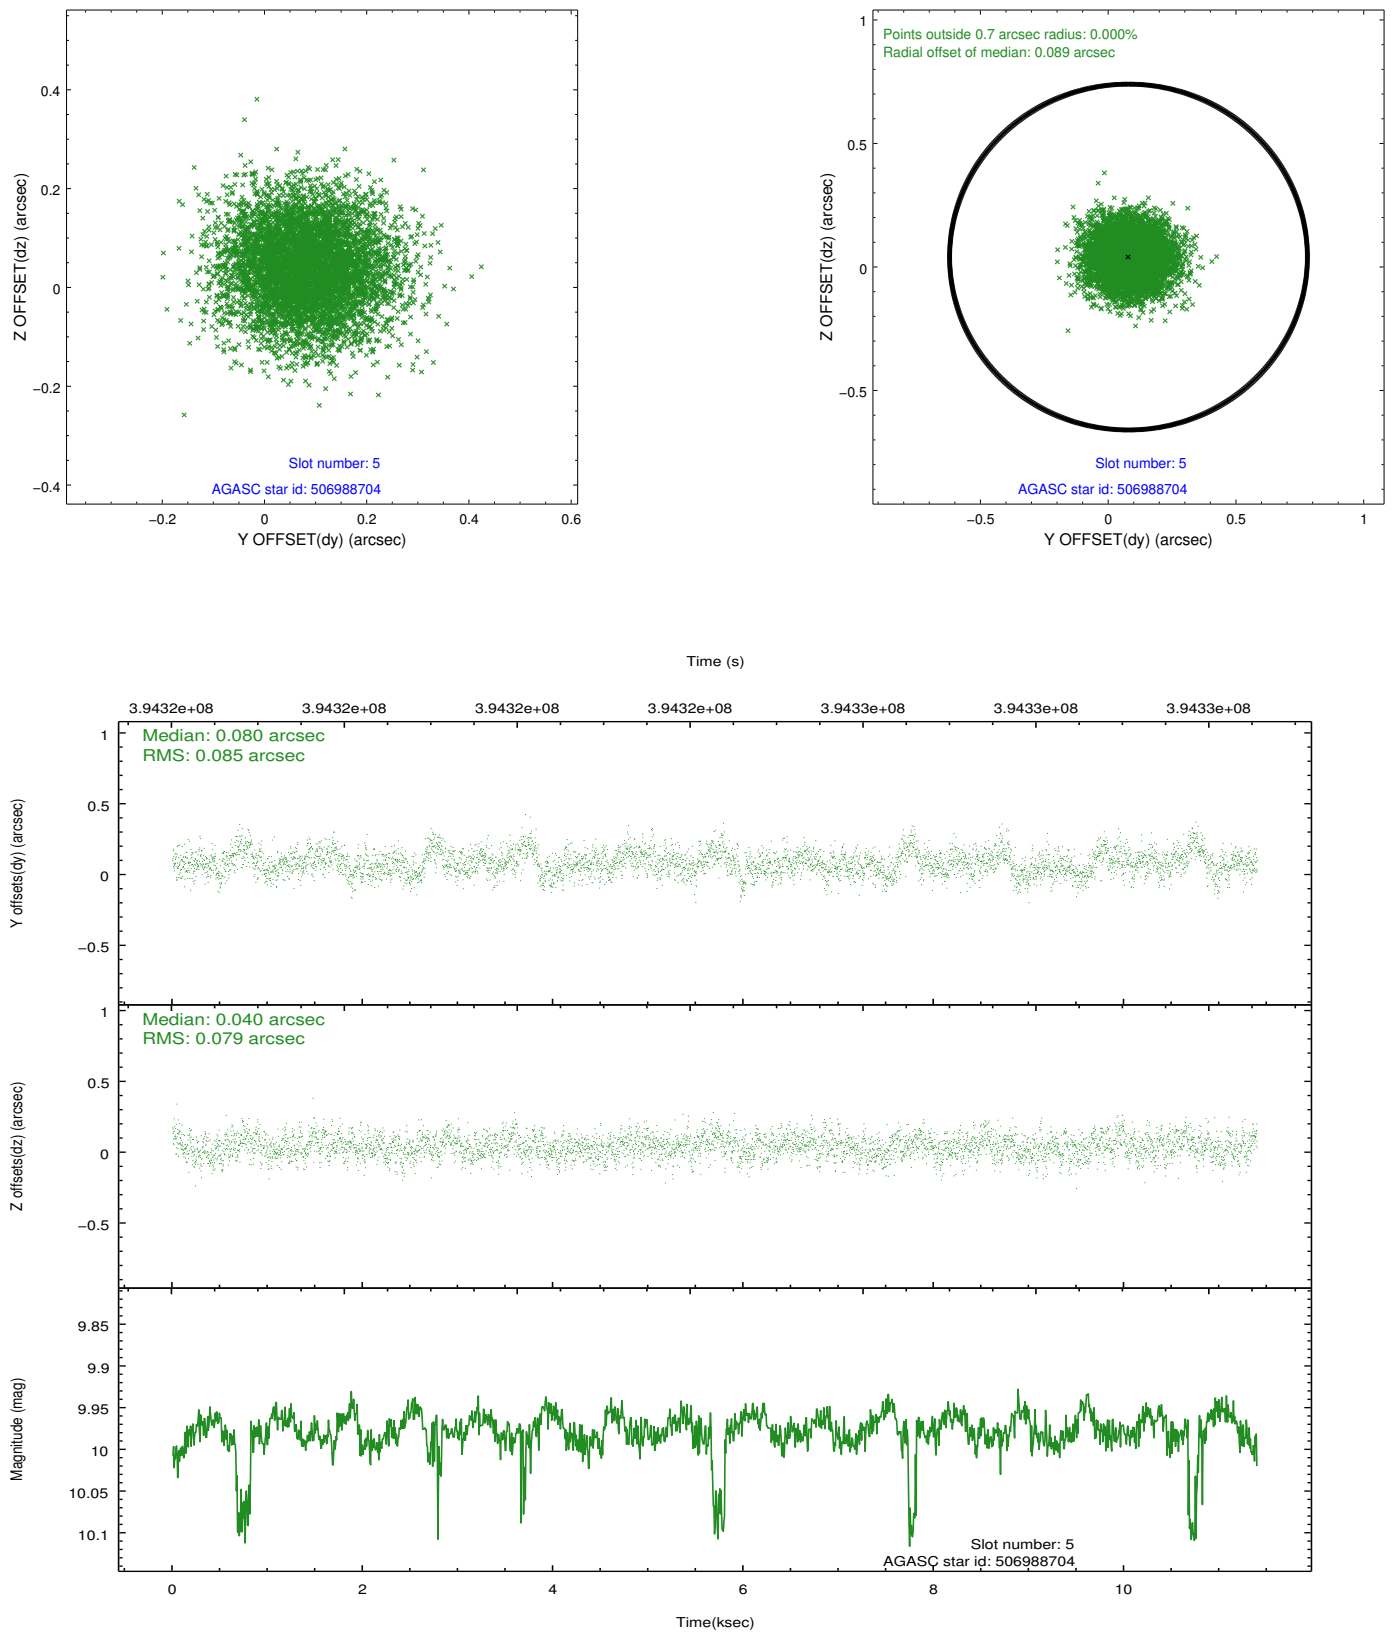 0.4
0.2
0
−0.2
−0.4
Z OFFSET(dz) (arcsec)
−0.2
0
0.2
0.4
0.6
Y OFFSET(dy) (arcsec)
Slot number: 5
AGASC star id: 506988704
Points outside 0.7 arcsec radius: 0.000%
Radial offset of median: 0.089 arcsec
1
0.5
0
−0.5
Z OFFSET(dz) (arcsec)
−0.5
0
0.5
1
Y OFFSET(dy) (arcsec)
Slot number: 5
AGASC star id: 506988704
Time (s)
3.9432e+08
3.9432e+08
3.9432e+08
3.9432e+08
3.9433e+08
3.9433e+08
3.9433e+08
Median: 0.080 arcsec
RMS: 0.085 arcsec
1
0.5
0
−0.5
Y offsets(dy) (arcsec)
Median: 0.040 arcsec
RMS: 0.079 arcsec
1
0.5
0
−0.5
Z offsets(dz) (arcsec)
9.85
9.9
9.95
10
10.05
10.1
Magnitude (mag)
Slot number: 5
AGASC star id: 506988704
0
2
4
6
8
10
Time(ksec)